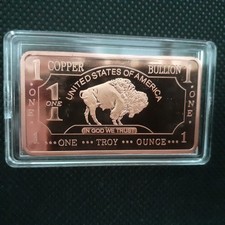 1 COPPER BULLION 1
UNITED STATES OF AMERICA
ONE
1
ONE
ONE
IN GOD WE TRUST
1 *** ONE *** TROY *** OUNCE *** 1